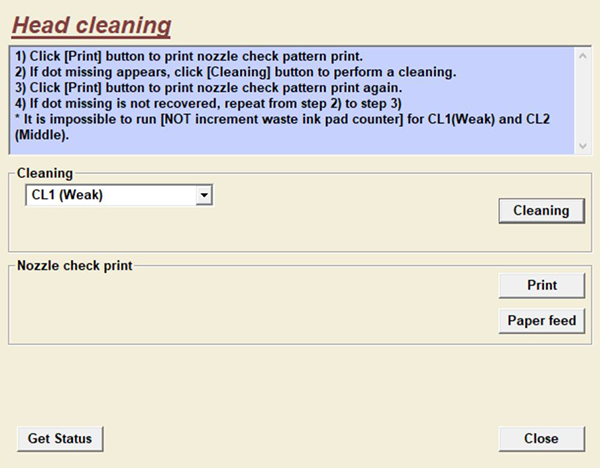 Head cleaning
1) Click [Print] button to print nozzle check pattern print.
2) If dot missing appears, click [Cleaning] button to perform a cleaning.
3) Click [Print] button to print nozzle check pattern print again.
4) If dot missing is not recovered, repeat from step 2) to step 3)
* It is impossible to run [NOT increment waste ink pad counter] for CL1(Weak) and CL2
(Middle).
Cleaning
CL1 (Weak)
Cleaning
Nozzle check print
Print
Paper feed
Get Status
Close